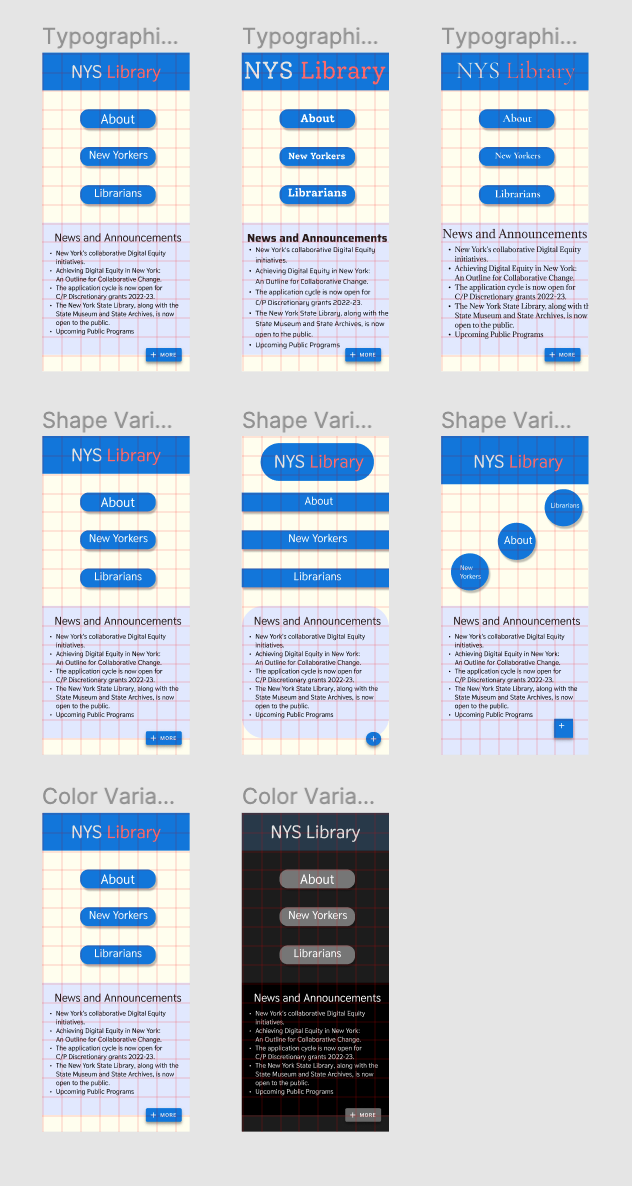 Typographi...
NYS Library
About
New Yorkers
Librarians
News and Announcements
• New York's collaborative Digital Equity
initiatives.
• Achieving Digital Equity in New York:
An Outline for Collaborative Change.
• The application cycle is now open for
C/P Discretionary grants 2022-23.
• The New York State Library, along with the
State Museum and State Archives, is now
open to the public.
• Upcoming Public Programs
+ MORE
Typographi...
NYS Library
About
New Yorkers
Librarians
News and Announcements
• New York's collaborative Digital Equity
initiatives.
• Achieving Digital Equity in New York:
An Outline for Collaborative Change.
• The application cycle is now open for
C/P Discretionary grants 2022-23.
• The New York State Library, along with the
State Museum and State Archives, is now
open to the public.
• Upcoming Public Programs
+ MORE
Typographi...
NYS Library
About
New Yorkers
Librarians
News and Announcements
• New York's collaborative Digital Equity
initiatives.
• Achieving Digital Equity in New York:
An Outline for Collaborative Change.
• The application cycle is now open for
C/P Discretionary grants 2022-23.
• The New York State Library, along with th
State Museum and State Archives, is now
open to the public.
• Upcoming Public Programs
+ MORE
Shape Vari...
NYS Library
About
New Yorkers
Librarians
News and Announcements
• New York's collaborative Digital Equity
initiatives.
• Achieving Digital Equity in New York:
An Outline for Collaborative Change.
• The application cycle is now open for
C/P Discretionary grants 2022-23.
• The New York State Library, along with the
State Museum and State Archives, is now
open to the public.
• Upcoming Public Programs
+ MORE
Shape Vari...
NYS Library
About
New Yorkers
Librarians
News and Announcements
• New York's collaborative Digital Equity
initiatives.
• Achieving Digital Equity in New York:
An Outline for Collaborative Change.
• The application cycle is now open for
C/P Discretionary grants 2022-23.
• The New York State Library, along with the
State Museum and State Archives, is now
open to the public.
• Upcoming Public Programs
+
Shape Vari...
NYS Library
Librarians
About
New
Yorkers
News and Announcements
• New York's collaborative Digital Equity
initiatives.
• Achieving Digital Equity in New York:
An Outline for Collaborative Change.
• The application cycle is now open for
C/P Discretionary grants 2022-23.
• The New York State Library, along with the
State Museum and State Archives, is now
open to the public.
• Upcoming Public Programs
+
Color Varia...
NYS Library
About
New Yorkers
Librarians
News and Announcements
• New York's collaborative Digital Equity
initiatives.
• Achieving Digital Equity in New York:
An Outline for Collaborative Change.
• The application cycle is now open for
C/P Discretionary grants 2022-23.
• The New York State Library, along with the
State Museum and State Archives, is now
open to the public.
• Upcoming Public Programs
+ MORE
Color Varia...
NYS Library
About
New Yorkers
Librarians
News and Announcements
• New York's collaborative Digital Equity
initiatives.
• Achieving Digital Equity in New York:
An Outline for Collaborative Change.
• The application cycle is now open for
C/P Discretionary grants 2022-23.
• The New York State Library, along with the
State Museum and State Archives, is now
open to the public.
• Upcoming Public Programs
+ MORE